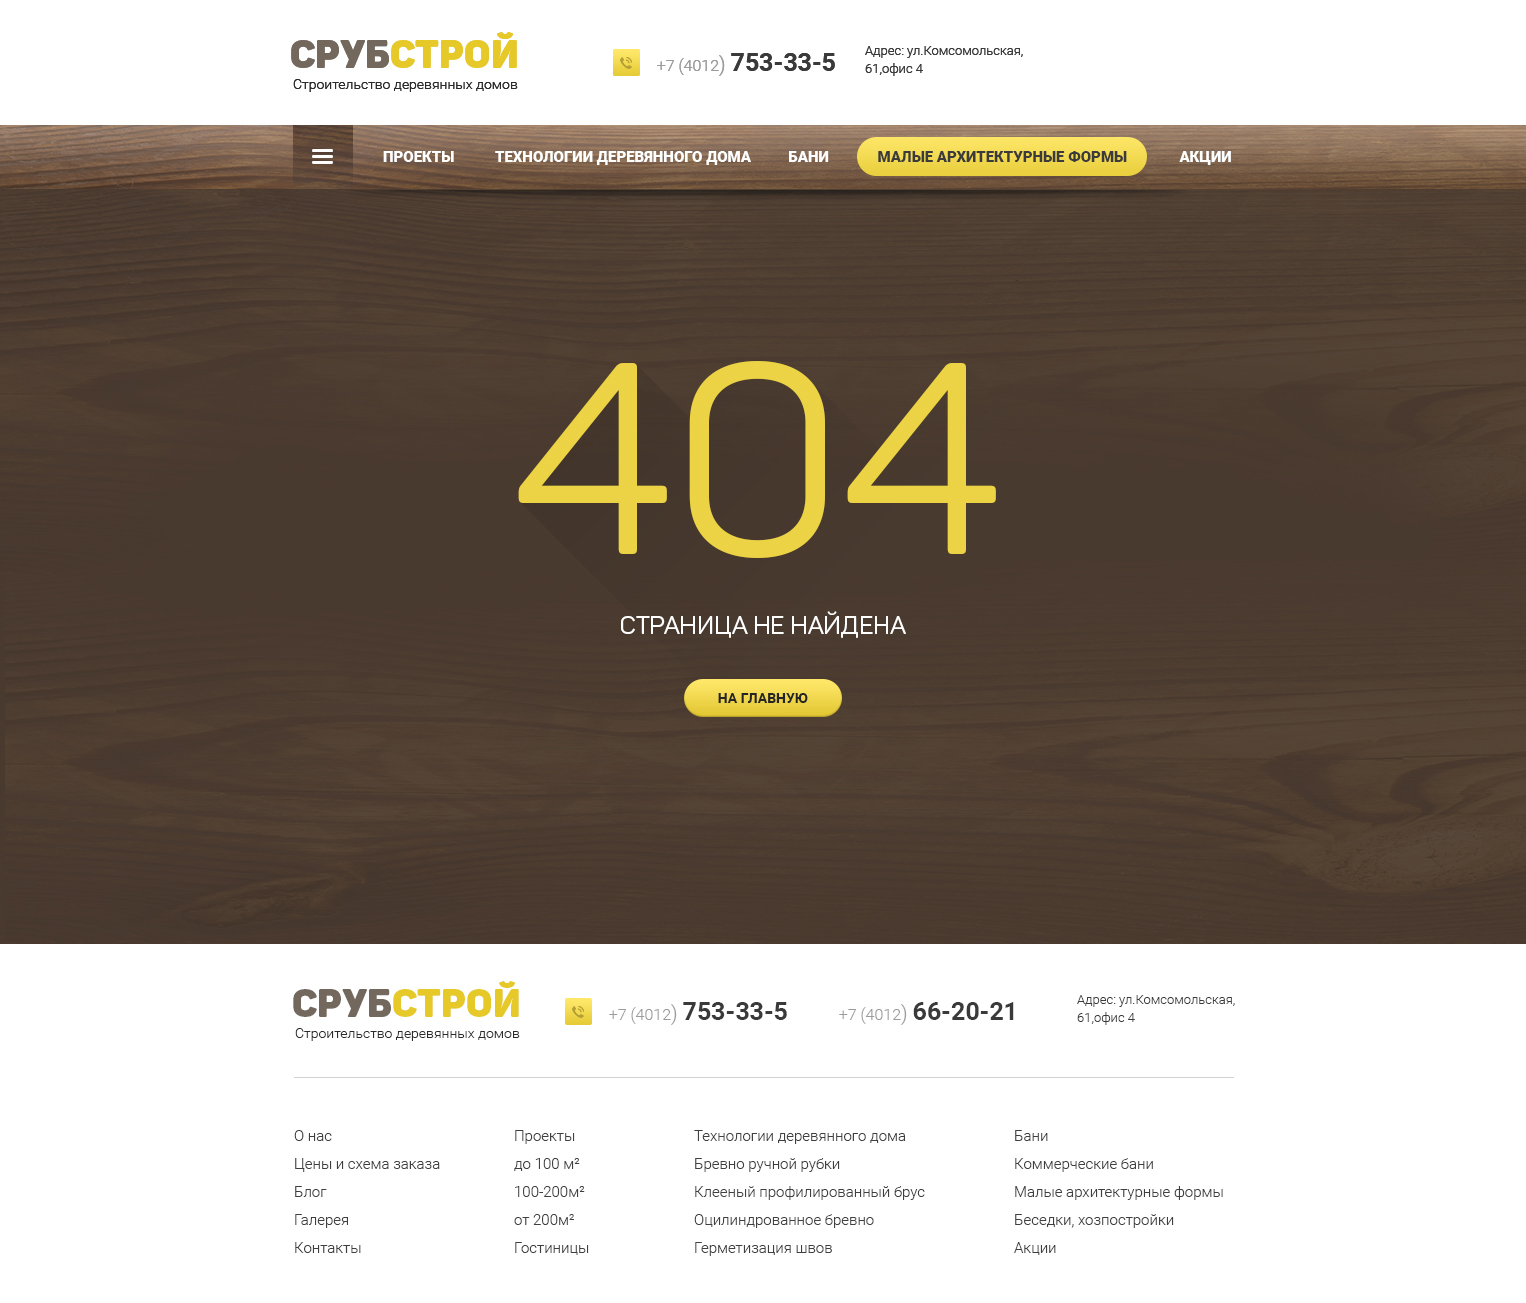 СРУБСТРОЙ
Строительство деревянных домов
+7 (4012) 753-33-5
Адрес: ул.Комсомольская,
61,офис 4
ПРОЕКТЫ ТЕХНОЛОГИИ ДЕРЕВЯННОГО ДОМА БАНИ МАЛЫЕ АРХИТЕКТУРНЫЕ ФОРМЫ АКЦИИ
404
СТРАНИЦА НЕ НАЙДЕНА
НА ГЛАВНУЮ
СРУБСТРОЙ
Строительство деревянных домов
+7 (4012) 753-33-5
+7 (4012) 66-20-21
Адрес: ул.Комсомольская,
61,офис 4
О нас
Цены и схема заказа
Блог
Галерея
Контакты
Проекты
до 100 м²
100-200м²
от 200м²
Гостиницы
Технологии деревянного дома
Бревно ручной рубки
Клееный профилированный брус
Оцилиндрованное бревно
Герметизация швов
Бани
Коммерческие бани
Малые архитектурные формы
Беседки, хозпостройки
Акции